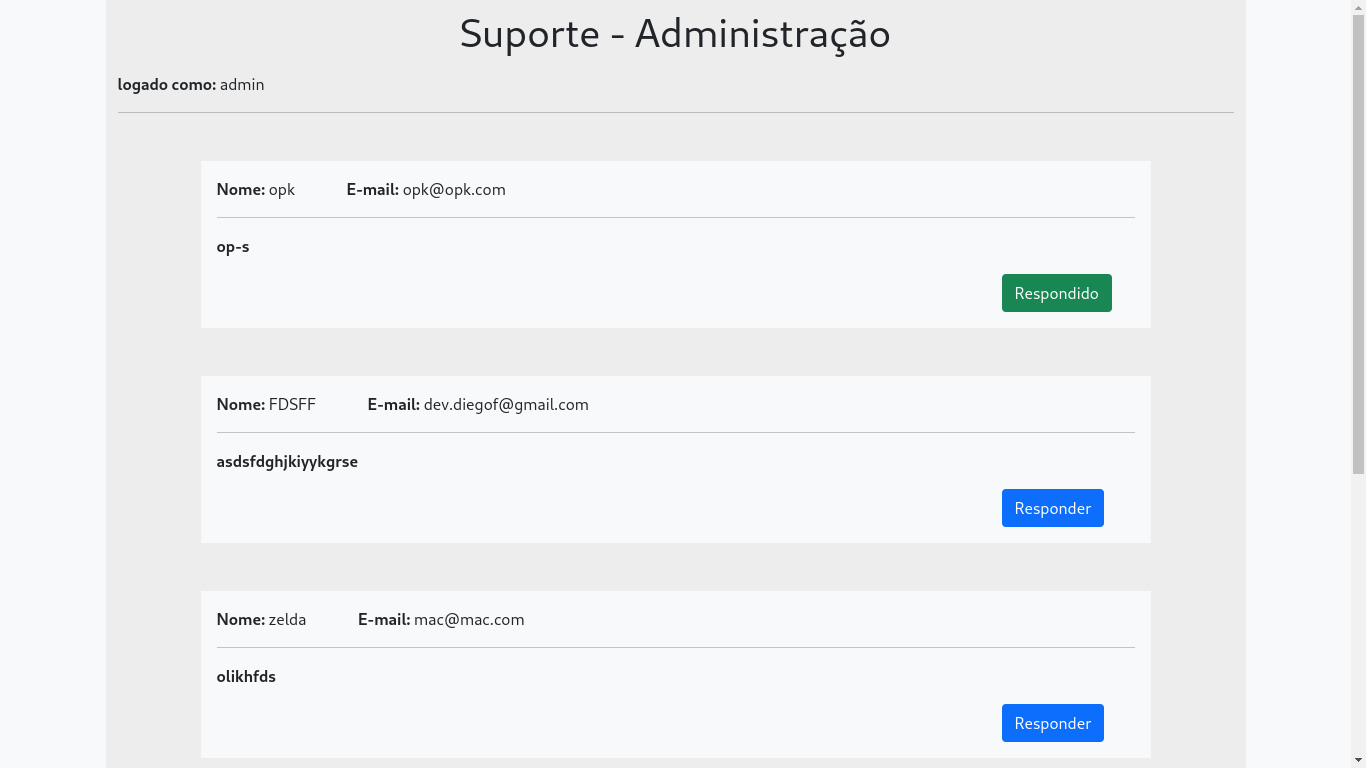 Suporte - Administração
logado como: admin
Nome: opk E-mail: opk@opk.com
op-s
Respondido
Nome: FDSFF E-mail: dev.diegof@gmail.com
asdsfdghjkiyykgrse
Responder
Nome: zelda E-mail: mac@mac.com
olikhfds
Responder